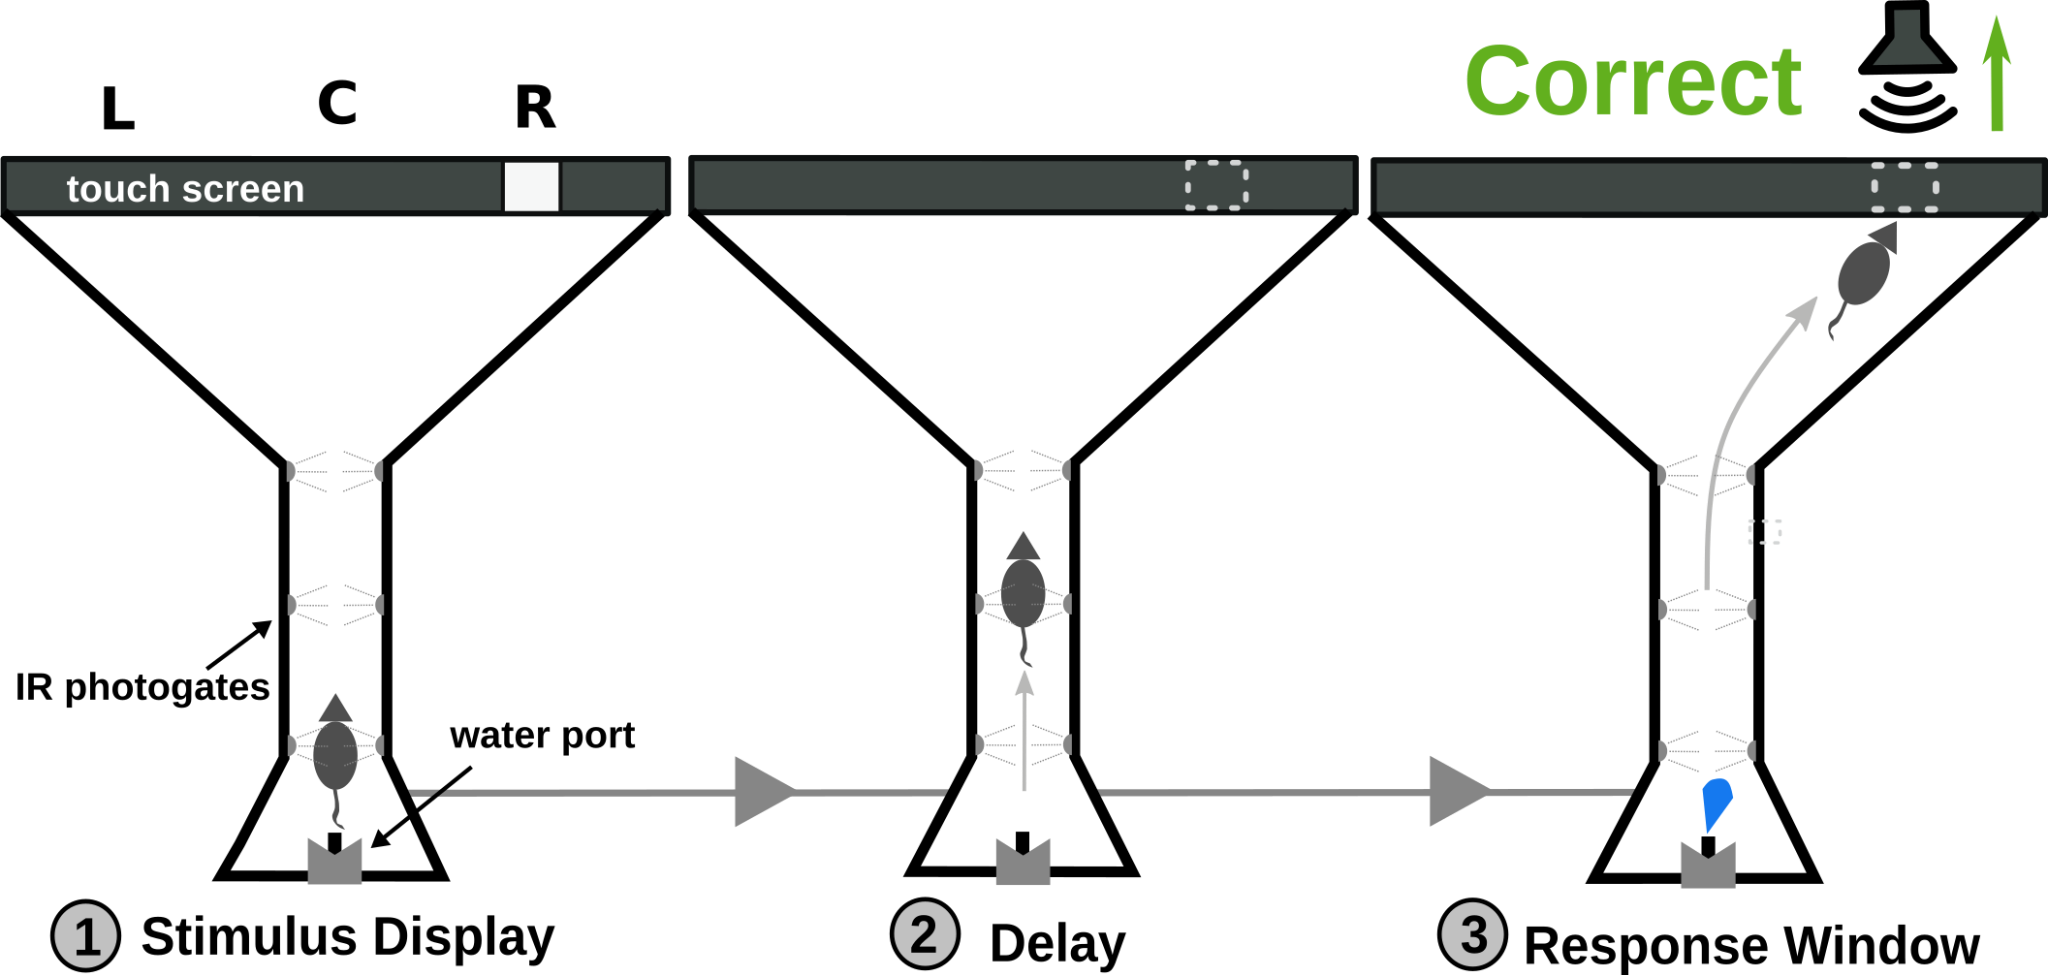 L C R
Correct
touch screen
IR photogates
water port
1 Stimulus Display
2 Delay
3 Response Window